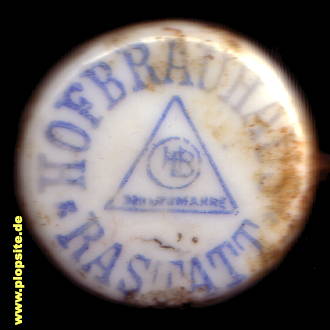 HOFBRÄUHAUS
HB
SCHUTZMARKE
RASTATT
www.plopsite.de